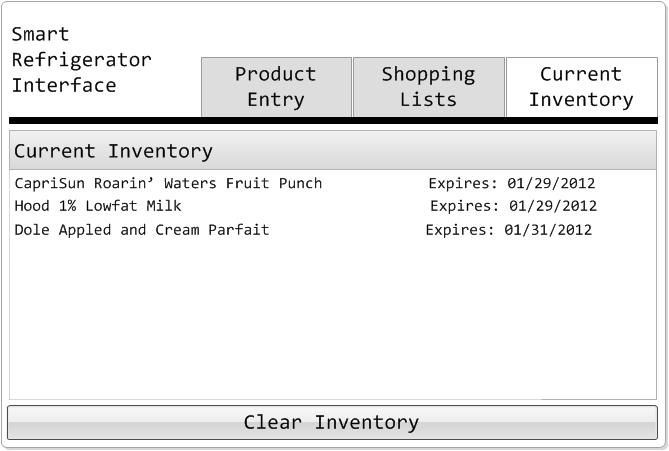 Smart
Refrigerator
Interface
Product
Entry
Shopping
Lists
Current
Inventory
Current Inventory
CapriSun Roarin’ Waters Fruit Punch Expires: 01/29/2012
Hood 1% Lowfat Milk Expires: 01/29/2012
Dole Appled and Cream Parfait Expires: 01/31/2012
Clear Inventory